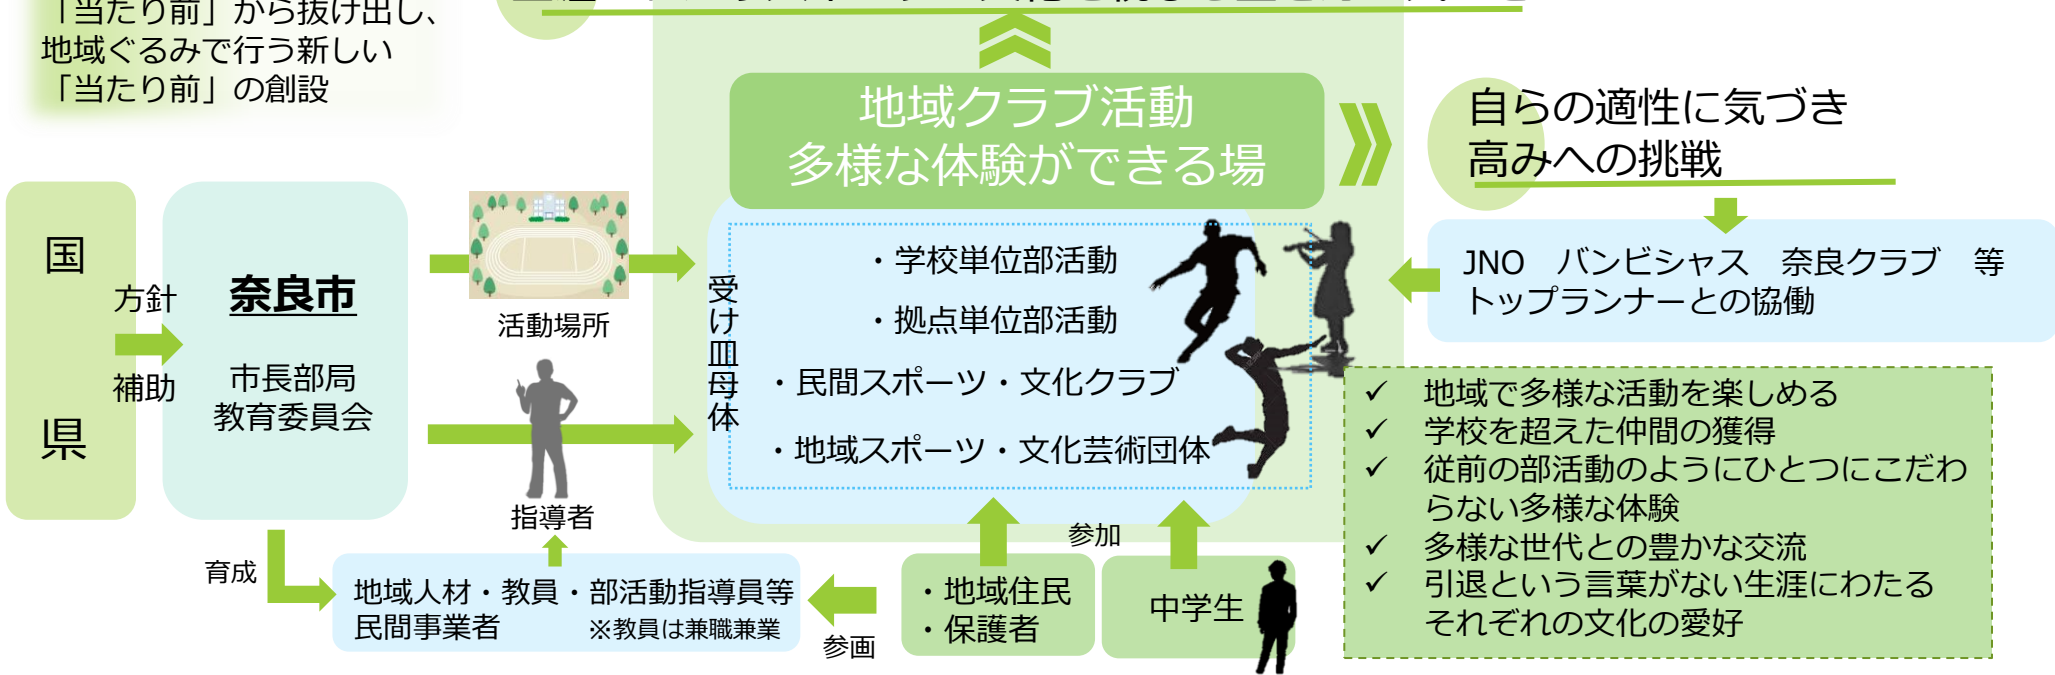 「当たり前」から抜け出し、
地域ぐるみで行う新しい
「当たり前」の創設
地域クラブ活動
多様な体験ができる場
自らの適性に気づき
高みへの挑戦
国
県
方針
補助
奈良市
市長部局
教育委員会
活動場所
指導者
受け皿母体
・学校単位部活動
・拠点単位部活動
・民間スポーツ・文化クラブ
・地域スポーツ・文化芸術団体
JNO　バンビシャス　奈良クラブ　等
トップランナーとの協働
✓ 地域で多様な活動を楽しめる
✓ 学校を超えた仲間の獲得
✓ 従前の部活動のようにひとつにこだわ
らない多様な体験
✓ 多様な世代との豊かな交流
✓ 引退という言葉がない生涯にわたる
それぞれの文化の愛好
育成
地域人材・教員・部活動指導員等
民間事業者　※教員は兼職兼業
参画
・地域住民
・保護者
参加
中学生